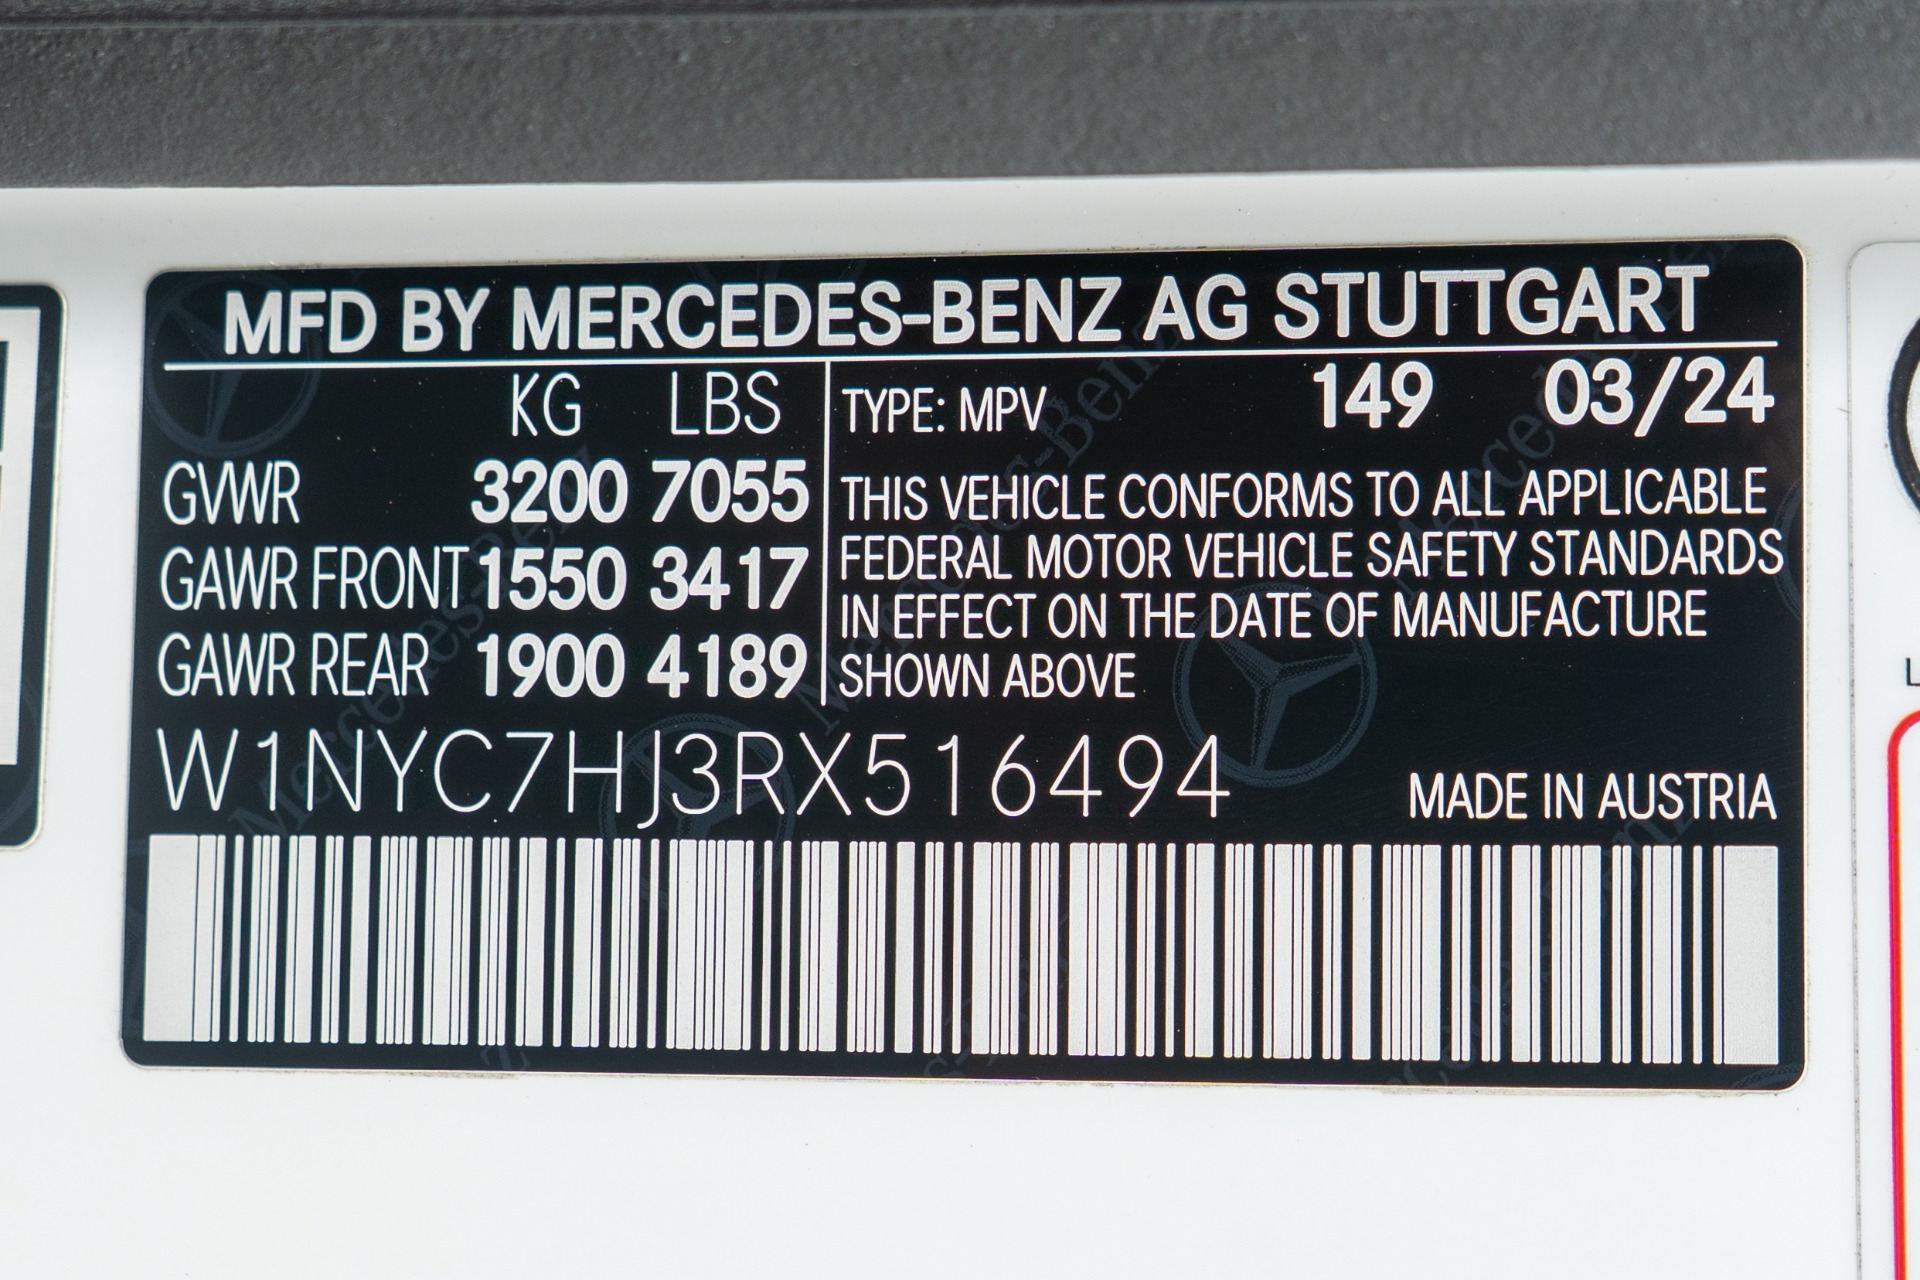 MFD BY MERCEDES-BENZ AG STUTTGART
KG LBS
GVWR 3200 7055
GAWR FRONT 1550 3417
GAWR REAR 1900 4189
TYPE: MPV 149 03/24
THIS VEHICLE CONFORMS TO ALL APPLICABLE
FEDERAL MOTOR VEHICLE SAFETY STANDARDS
IN EFFECT ON THE DATE OF MANUFACTURE
SHOWN ABOVE
W1NYC7HJ3RX516494
MADE IN AUSTRIA